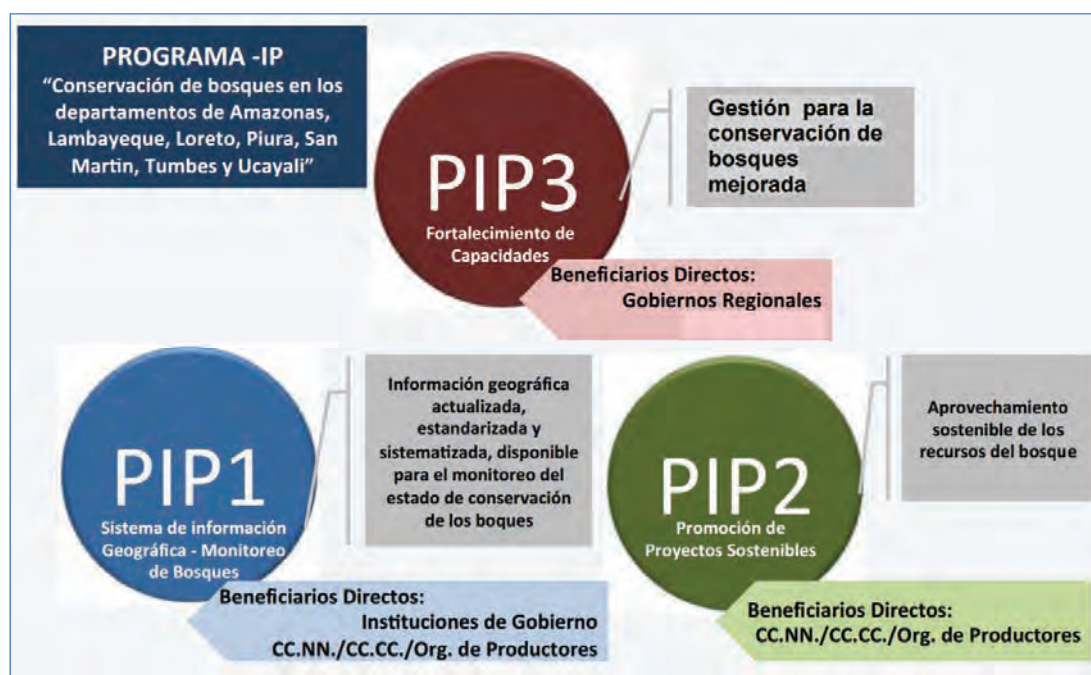 PROGRAMA -IP
“Conservación de bosques en los
departamentos de Amazonas,
Lambayeque, Loreto, Piura, San
Martin, Tumbes y Ucayali”
PIP3
Fortalecimiento de
Capacidades
Gestión para la
conservación de
bosques
mejorada
Beneficiarios Directos:
Gobiernos Regionales
PIP1
Sistema de información
Geográfica - Monitoreo
de Bosques
Información geográfica
actualizada,
estandarizada y
sistematizada, disponible
para el monitoreo del
estado de conservación
de los boques
Beneficiarios Directos:
Instituciones de Gobierno
CC.NN./CC.CC./Org. de Productores
PIP2
Promoción de
Proyectos Sostenibles
Aprovechamiento
sostenible de los
recursos del bosque
Beneficiarios Directos:
CC.NN./CC.CC./Org. de Productores